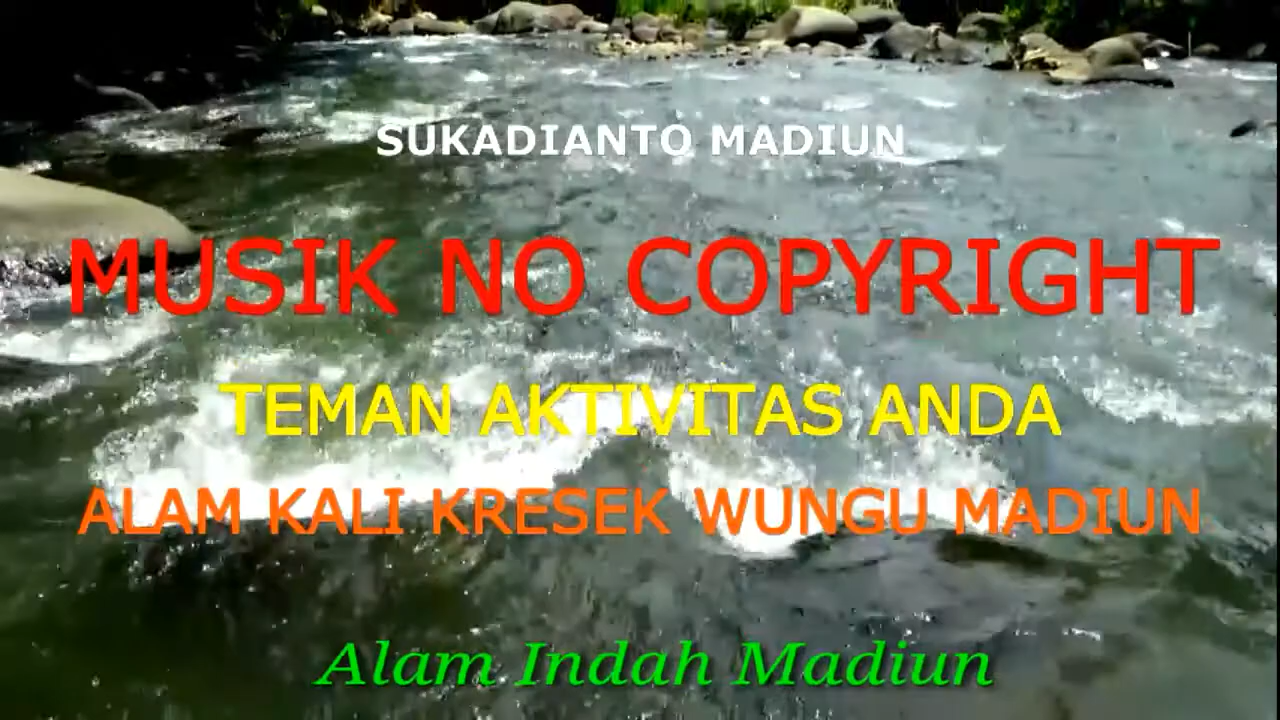 SUKADIANTO MADIUN
MUSIK NO COPYRIGHT
TEMAN AKTIVITAS ANDA
ALAM KALI KRESEK WUNGU MADIUN
Alam Indah Madiun